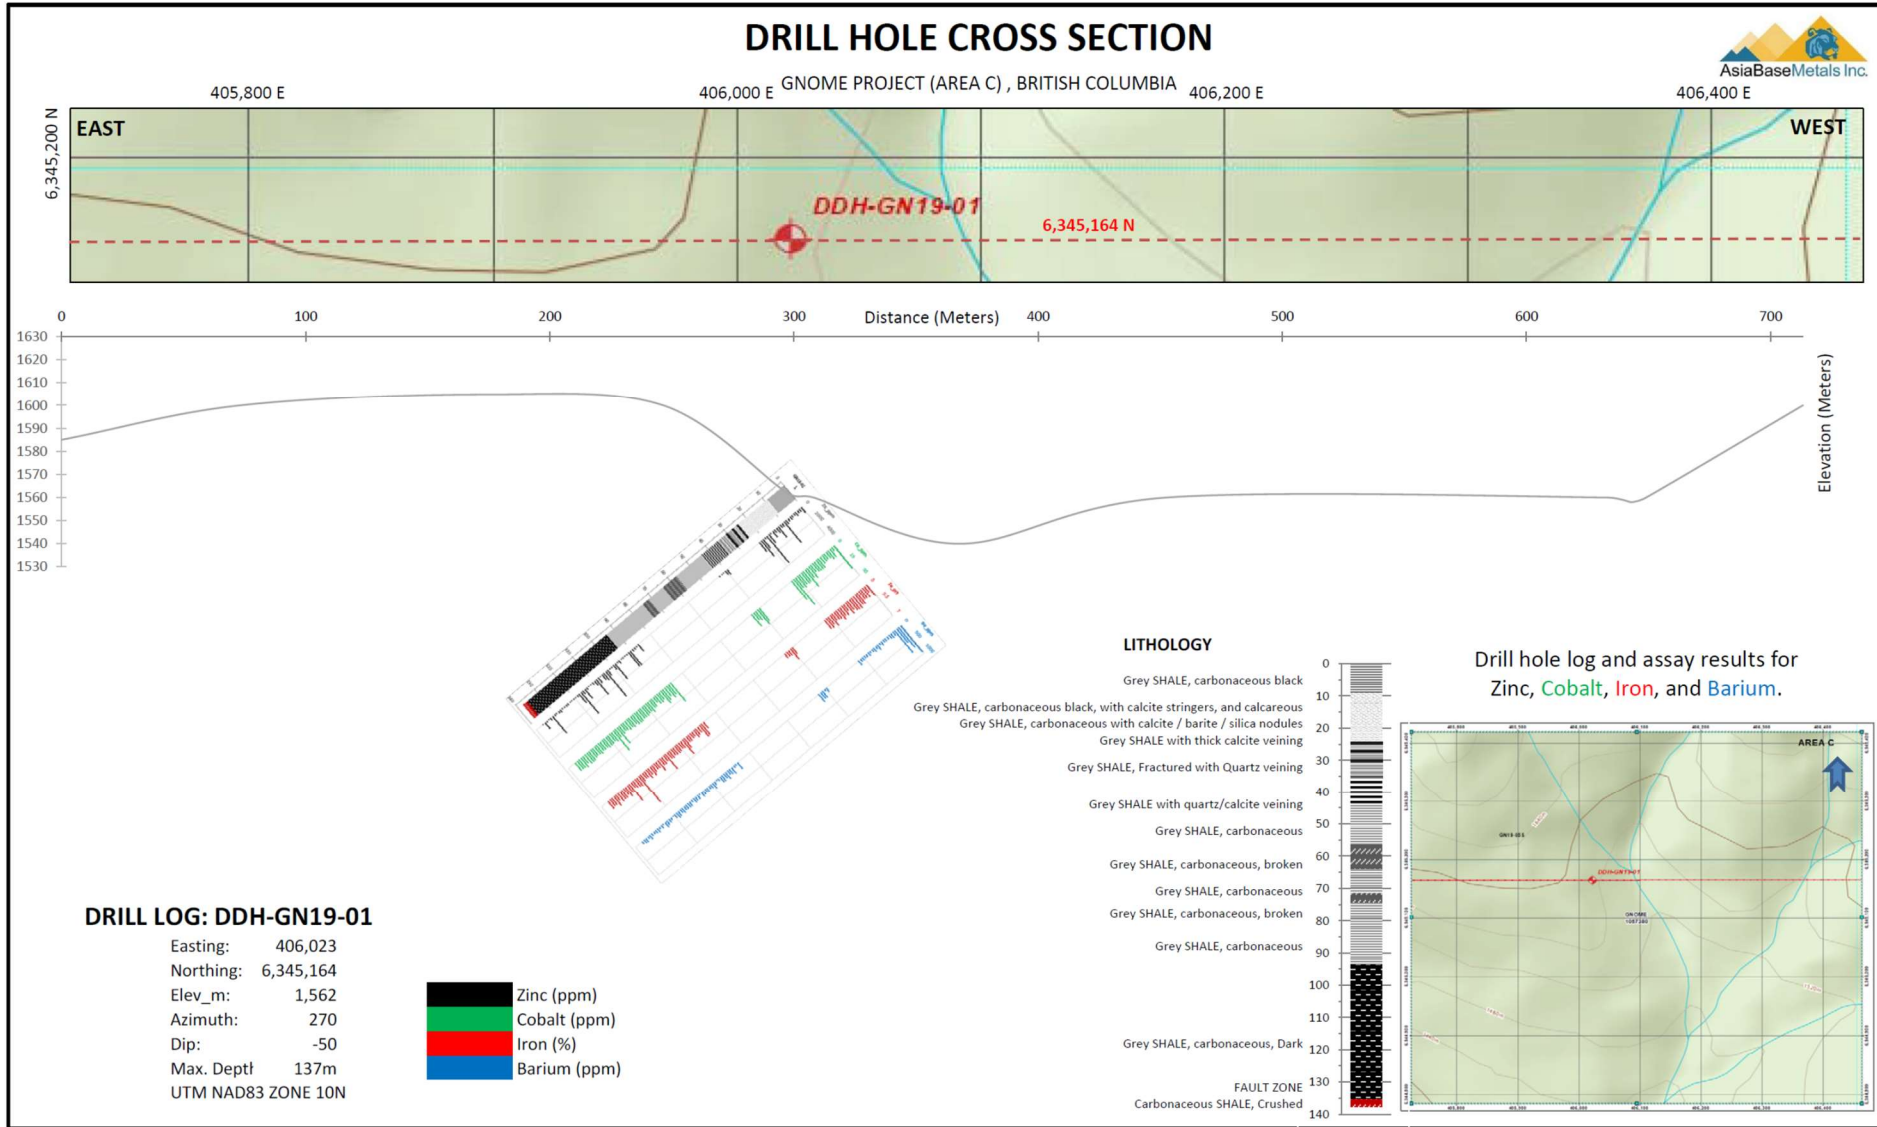 DRILL HOLE CROSS SECTION
AsiaBaseMetals Inc.
GNOME PROJECT (AREA C) , BRITISH COLUMBIA
405,800 E
406,000 E
406,200 E
406,400 E
6,345,200 N
EAST
WEST
DDH-GN19-01
6,345,164 N
0
100
200
300
Distance (Meters)
400
500
600
700
1630
1620
1610
1600
1590
1580
1570
1560
1550
1540
1530
Elevation (Meters)
LITHOLOGY
Grey SHALE, carbonaceous black
Grey SHALE, carbonaceous black, with calcite stringers, and calcareous
Grey SHALE, carbonaceous with calcite / barite / silica nodules
Grey SHALE with thick calcite veining
Grey SHALE, Fractured with Quartz veining
Grey SHALE with quartz/calcite veining
Grey SHALE, carbonaceous
Grey SHALE, carbonaceous, broken
Grey SHALE, carbonaceous
Grey SHALE, carbonaceous, broken
Grey SHALE, carbonaceous
Grey SHALE, carbonaceous, Dark
FAULT ZONE
Carbonaceous SHALE, Crushed
0
10
20
30
40
50
60
70
80
90
100
110
120
130
140
Drill hole log and assay results for
Zinc, Cobalt, Iron, and Barium.
AREA C
DDH-GN19-01
GNOME
DRILL LOG: DDH-GN19-01
Easting: 406,023
Northing: 6,345,164
Elev_m: 1,562
Azimuth: 270
Dip: -50
Max. Depth 137m
UTM NAD83 ZONE 10N
Zinc (ppm)
Cobalt (ppm)
Iron (%)
Barium (ppm)